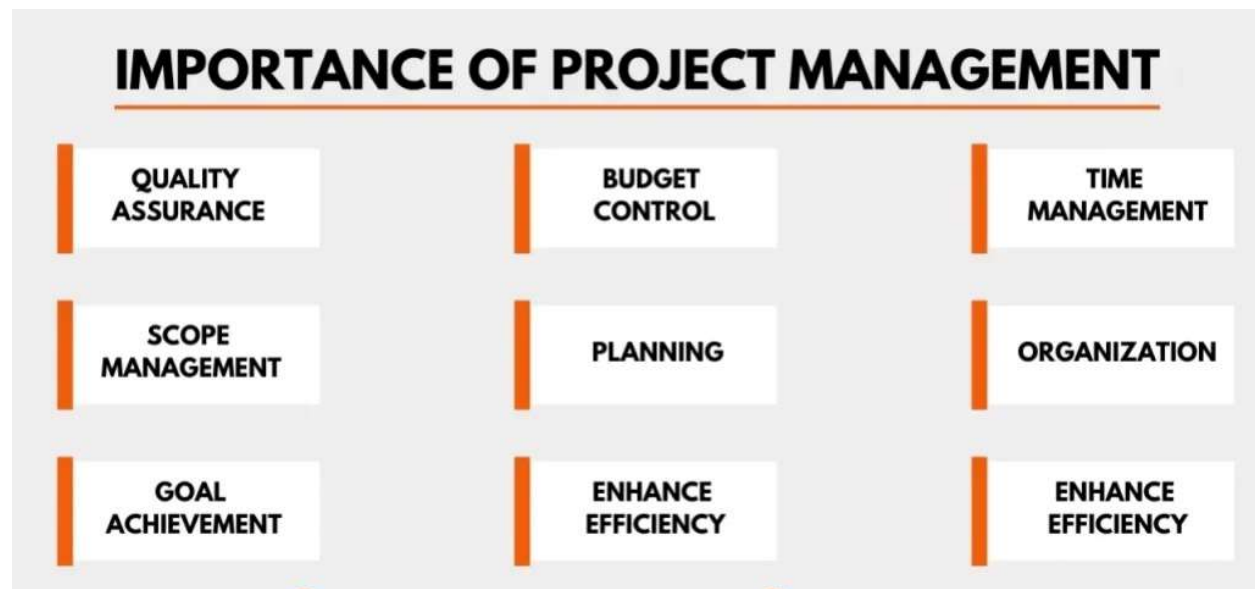 IMPORTANCE OF PROJECT MANAGEMENT
QUALITY
ASSURANCE
BUDGET
CONTROL
TIME
MANAGEMENT
SCOPE
MANAGEMENT
PLANNING
ORGANIZATION
GOAL
ACHIEVEMENT
ENHANCE
EFFICIENCY
ENHANCE
EFFICIENCY